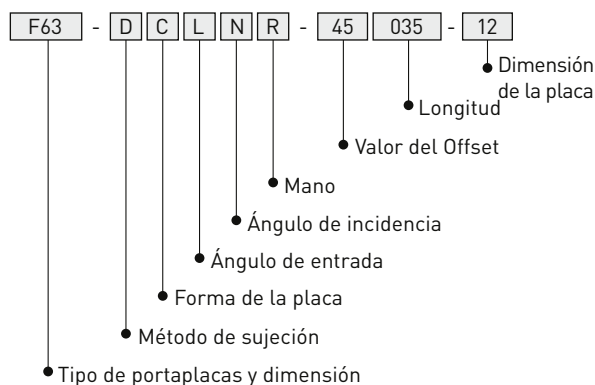 F63 - D C L N R - 45 035 - 12
Dimensión
de la placa
Longitud
Valor del Offset
Mano
Ángulo de incidencia
Ángulo de entrada
Forma de la placa
Método de sujeción
Tipo de portaplacas y dimensión